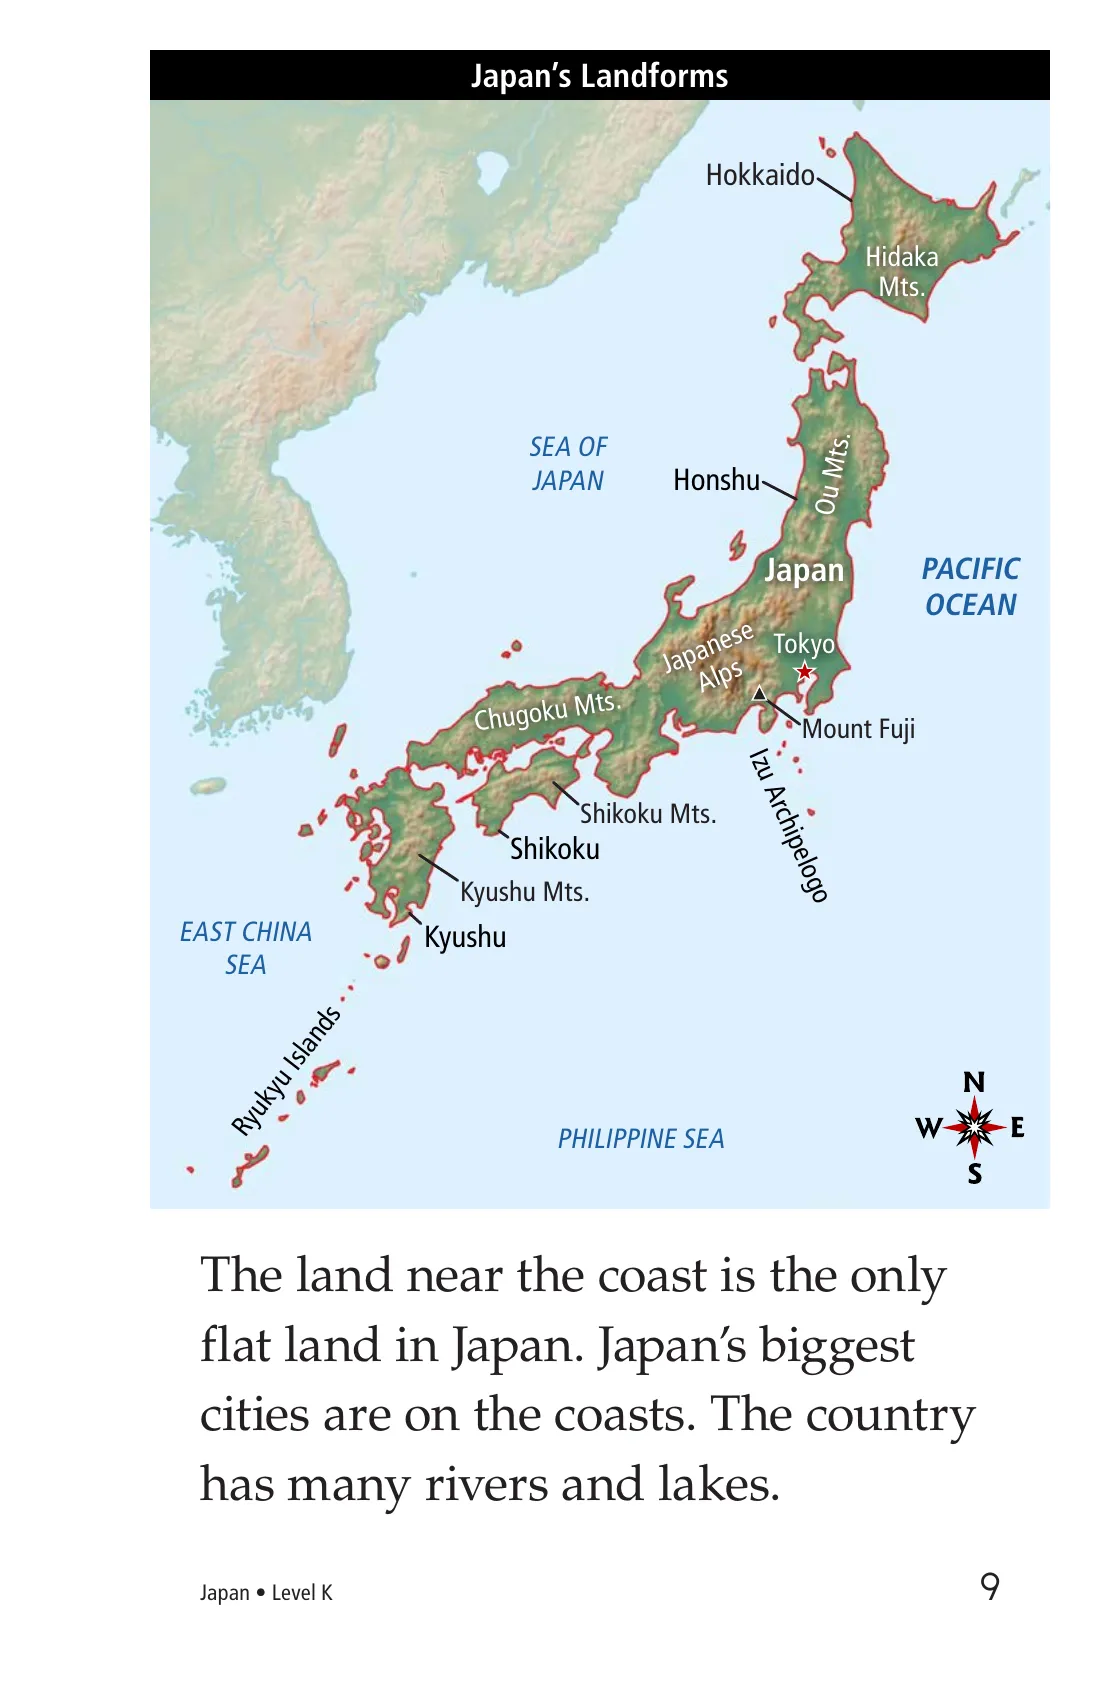 Japan’s Landforms
Hokkaido
Hidaka
Mts.
SEA OF
JAPAN
Honshu
Ou Mts.
Japan
PACIFIC
OCEAN
Japanese
Alps
Tokyo
Chugoku Mts.
Mount Fuji
Izu Archipelogo
Shikoku Mts.
Shikoku
Kyushu Mts.
Kyushu
EAST CHINA
SEA
Ryukyu Islands
PHILIPPINE SEA
N
W E
S
The land near the coast is the only
flat land in Japan. Japan’s biggest
cities are on the coasts. The country
has many rivers and lakes.
Japan • Level K
9